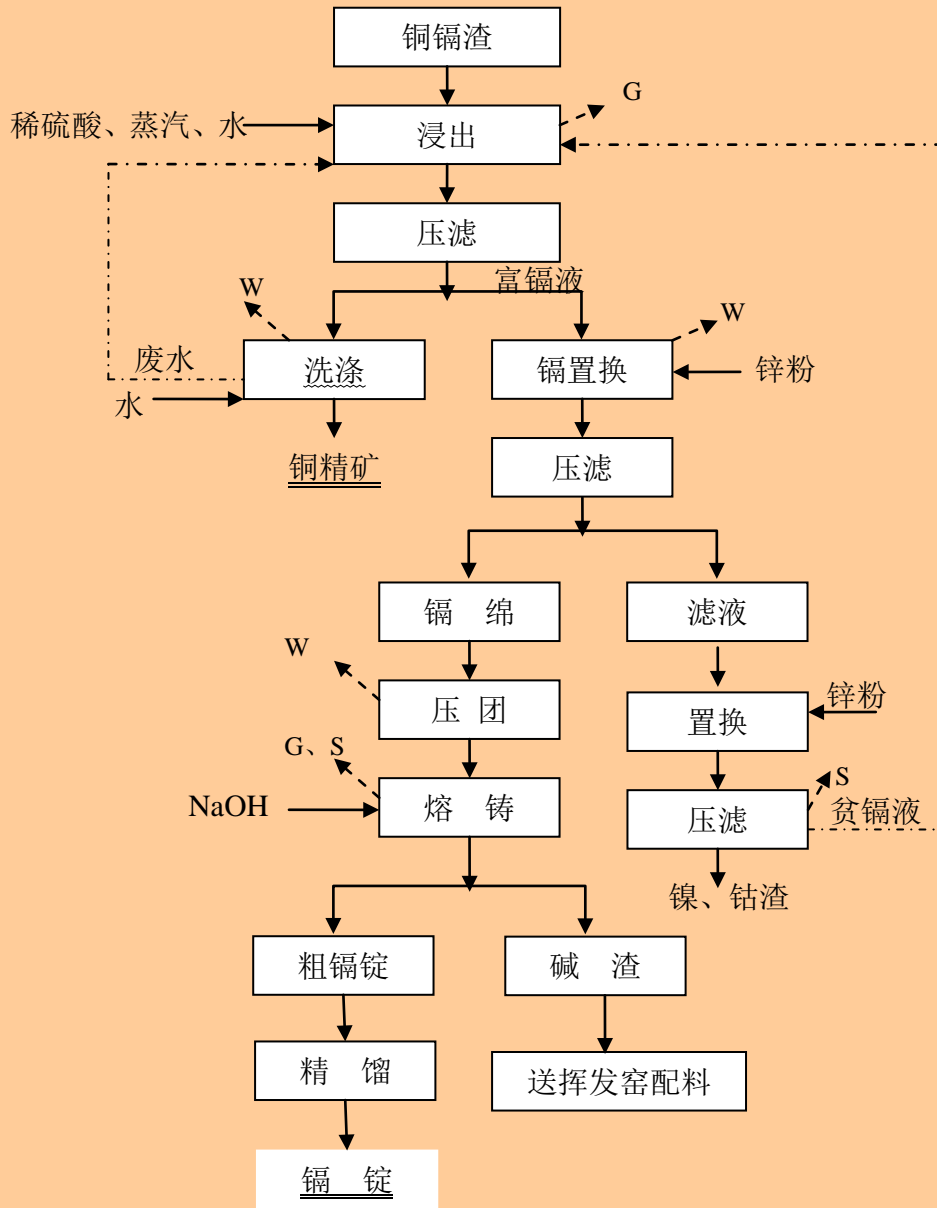 铜镉渣
G
稀硫酸、蒸汽、水
浸出
压滤
富镉液
W
W
废水
洗涤
镉置换
锌粉
水
铜精矿
压滤
镉 绵
滤液
W
压 团
置换
锌粉
G、S
S
NaOH
熔 铸
压滤
贫镉液
镍、钴渣
粗镉锭
碱 渣
精 馏
送挥发窑配料
镉 锭